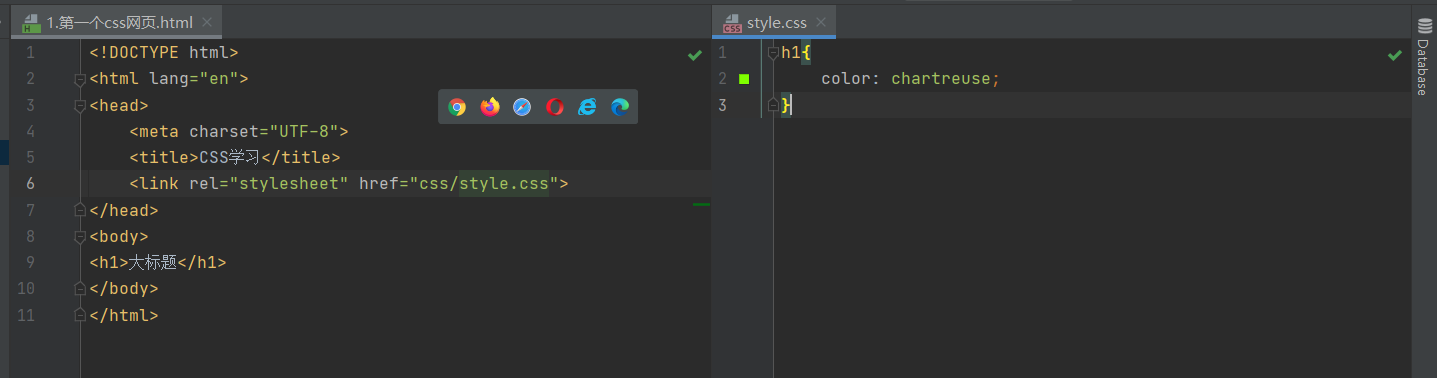 1.第一个css网页.html
style.css
1 <!DOCTYPE html>
2 <html lang="en">
3 <head>
4 <meta charset="UTF-8">
5 <title>CSS学习</title>
6 <link rel="stylesheet" href="css/style.css">
7 </head>
8 <body>
9 <h1>大标题</h1>
10 </body>
11 </html>
1 h1{
2 color: chartreuse;
3 }
Database